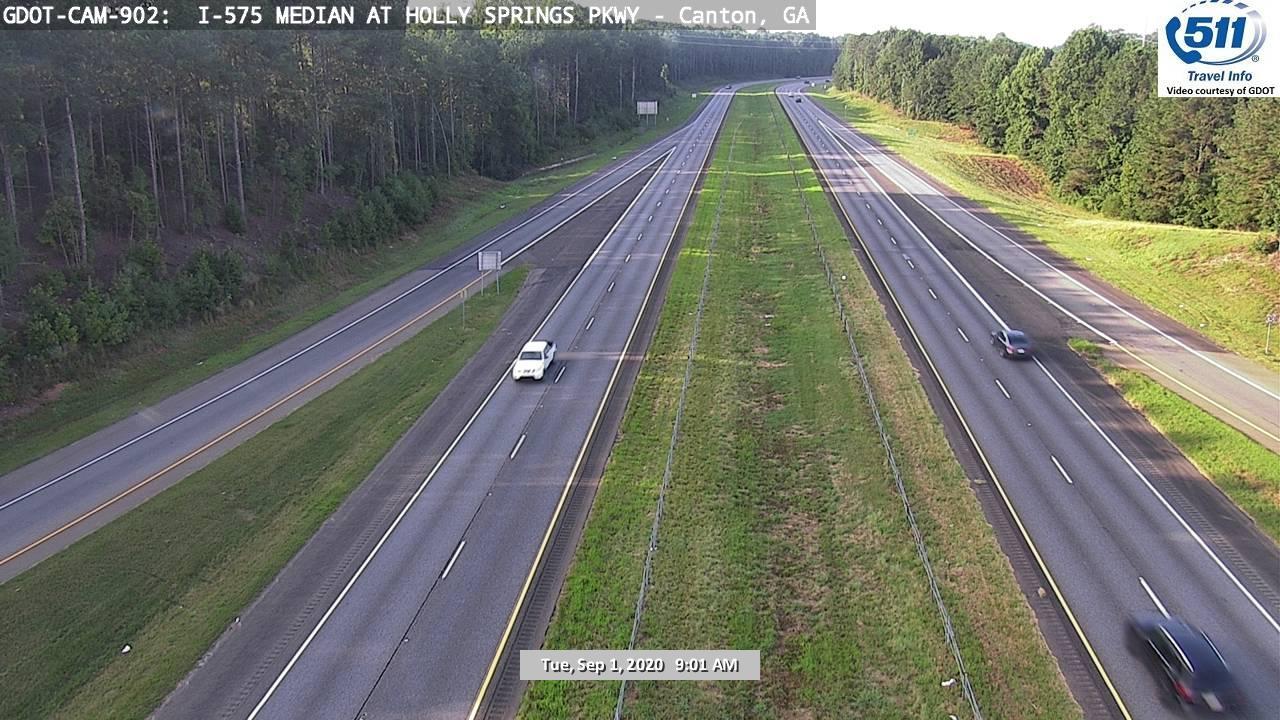 GDOT-CAM-902: I-575 MEDIAN AT HOLLY SPRINGS PKWY - Canton, GA
511
Travel Info
Video courtesy of GDOT
Tue, Sep 1, 2020 9:01 AM